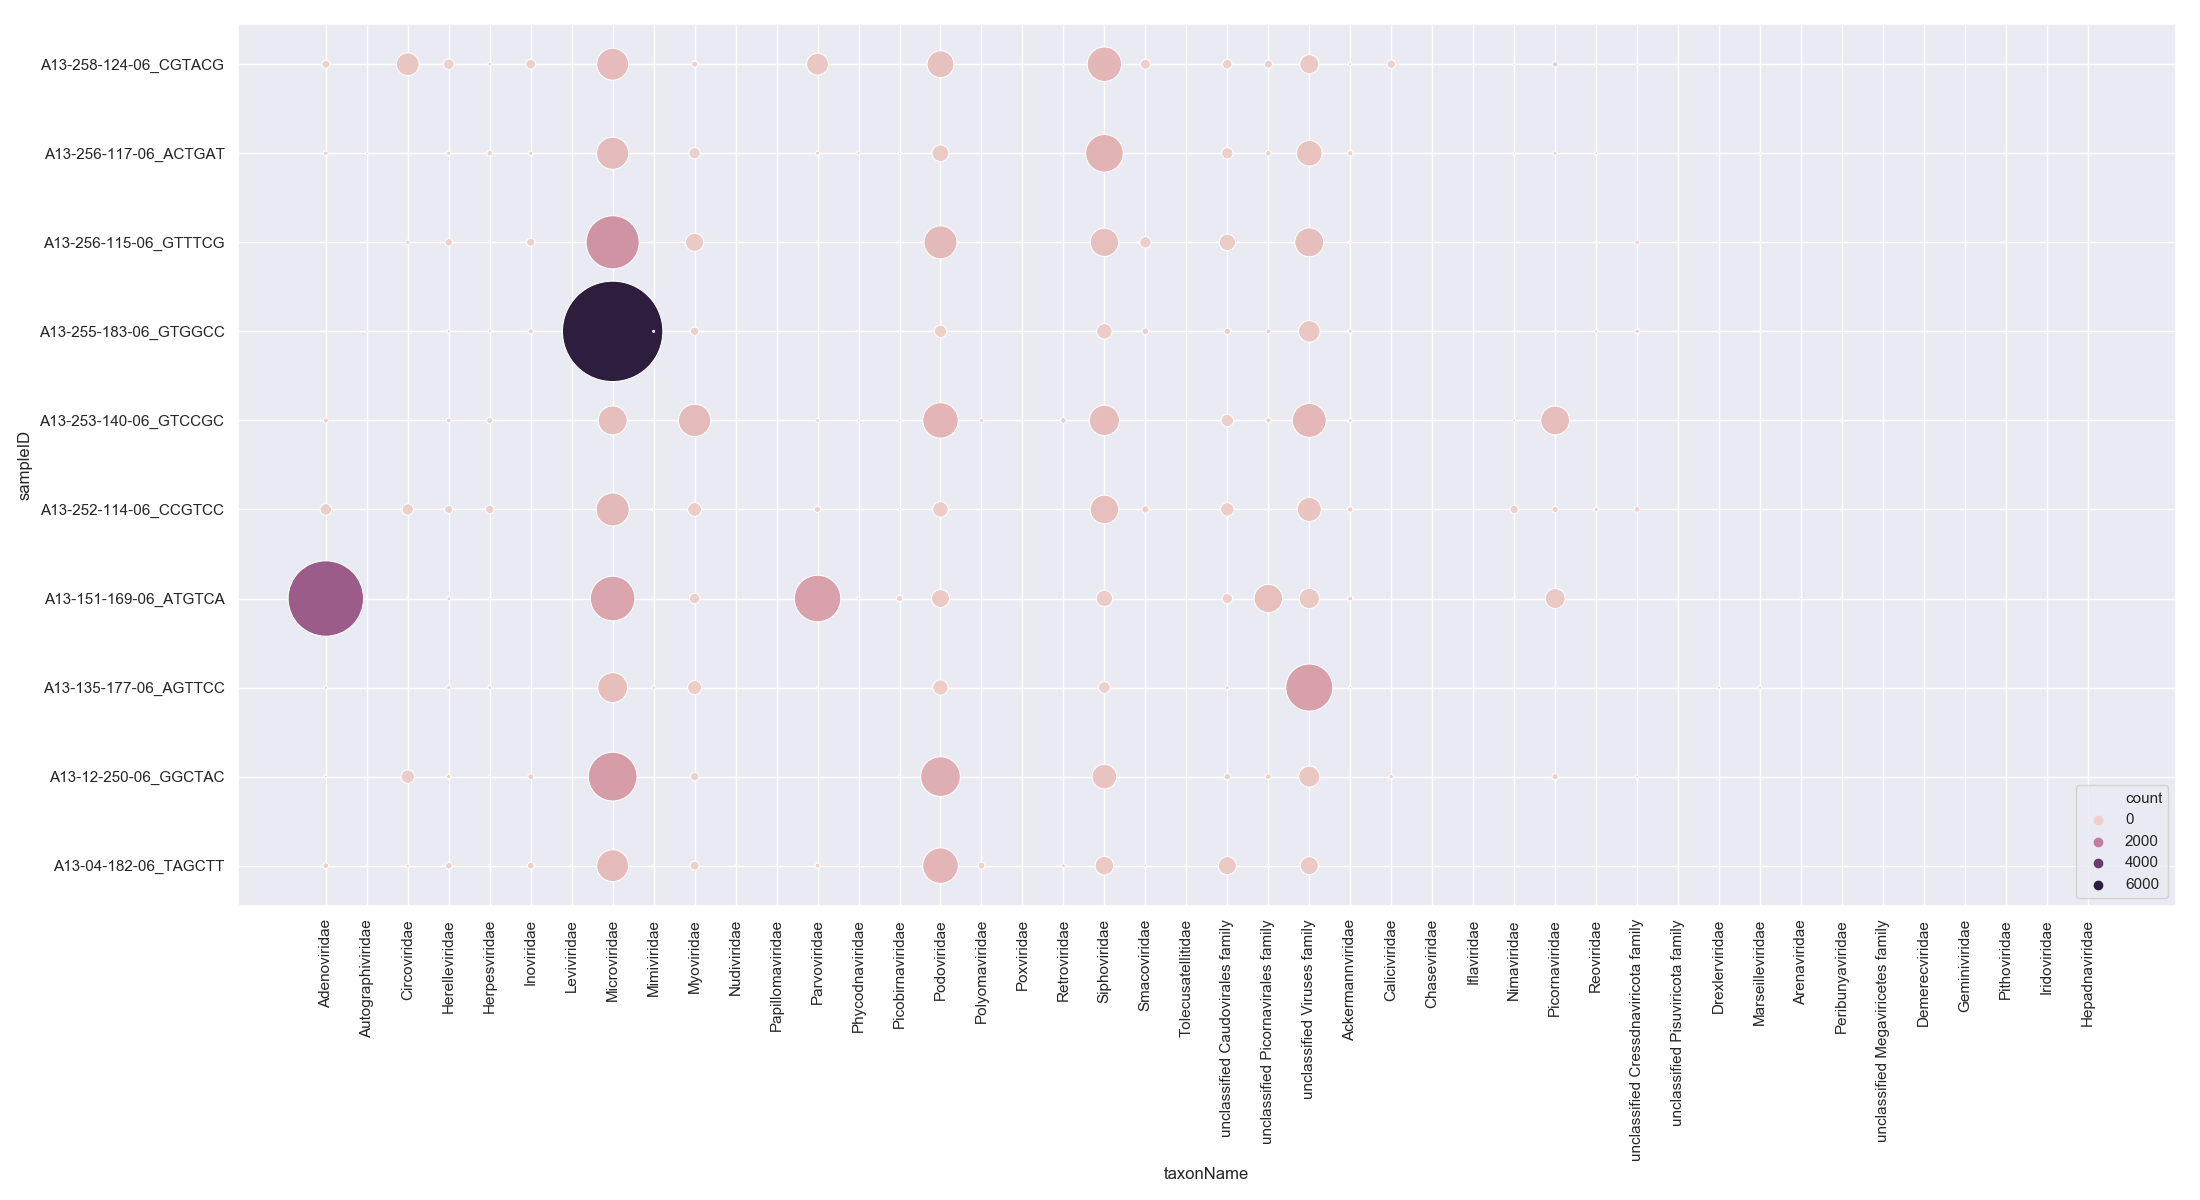 A13-258-124-06_CGTACG
A13-256-117-06_ACTGAT
A13-256-115-06_GTTTCG
A13-255-183-06_GTGGCC
A13-253-140-06_GTCCGC
A13-252-114-06_CCGTCC
A13-151-169-06_ATGTCA
A13-135-177-06_AGTTCC
A13-12-250-06_GGCTAC
A13-04-182-06_TAGCTT
sampleID
count
0
2000
4000
6000
Adenoviridae
Autographiviridae
Circoviridae
Herelleviridae
Herpesviridae
Inoviridae
Leviviridae
Microviridae
Mimiviridae
Myoviridae
Nudiviridae
Papillomaviridae
Parvoviridae
Phycodnaviridae
Picobirnaviridae
Podoviridae
Polyomaviridae
Poxviridae
Retroviridae
Siphoviridae
Smacoviridae
Tolecusatellitidae
unclassified Caudovirales family
unclassified Picornavirales family
unclassified Viruses family
Ackermannviridae
Caliciviridae
Chaseviridae
Iflaviridae
Nimaviridae
Picornaviridae
Reoviridae
unclassified Cressdnaviricota family
unclassified Pisuviricota family
Drexlerviridae
Marseilleviridae
Arenaviridae
Peribunyaviridae
unclassified Megaviricetes family
Demerecviridae
Geminiviridae
Pithoviridae
Iridoviridae
Hepadnaviridae
taxonName